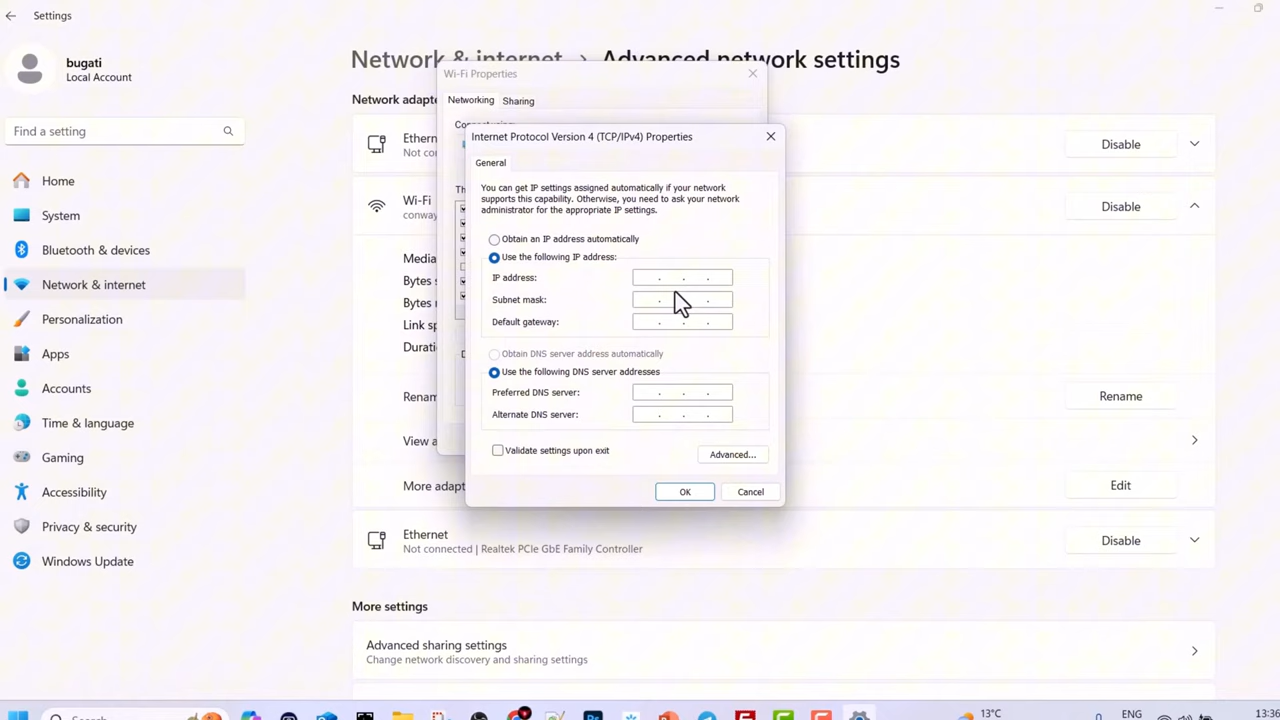 Settings
bugati
Local Account
Find a setting
Home
System
Bluetooth & devices
Network & internet
Personalization
Apps
Accounts
Time & language
Gaming
Accessibility
Privacy & security
Windows Update
Network & internet > Advanced network settings
Network adapte
Ethern
Not con
Disable
Wi-Fi
conway
Disable
Media
Bytes s
Bytes r
Link sp
Duratio
Renam
Rename
View a
More adapt
Edit
Ethernet
Not connected | Realtek PCIe GbE Family Controller
Disable
More settings
Advanced sharing settings
Change network discovery and sharing settings
Wi-Fi Properties
Networking
Sharing
Internet Protocol Version 4 (TCP/IPv4) Properties
General
You can get IP settings assigned automatically if your network
supports this capability. Otherwise, you need to ask your network
administrator for the appropriate IP settings.
Obtain an IP address automatically
Use the following IP address:
IP address:
Subnet mask:
Default gateway:
Obtain DNS server address automatically
Use the following DNS server addresses
Preferred DNS server:
Alternate DNS server:
Validate settings upon exit
Advanced...
OK
Cancel
Search
13°C
ENG
13:36